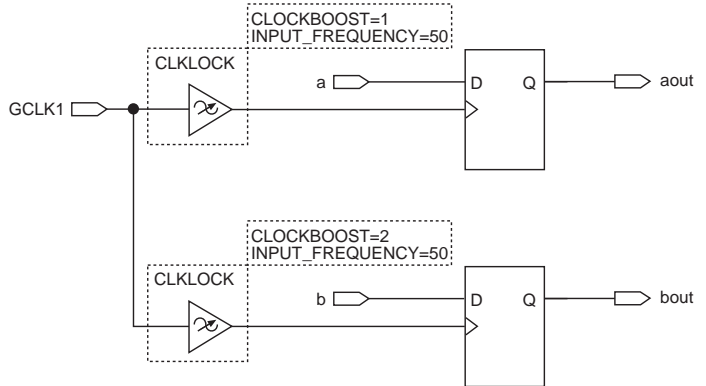 CLOCKBOOST=1
INPUT_FREQUENCY=50
CLKLOCK
a
D
Q
aout
GCLK1
CLOCKBOOST=2
INPUT_FREQUENCY=50
CLKLOCK
b
D
Q
bout